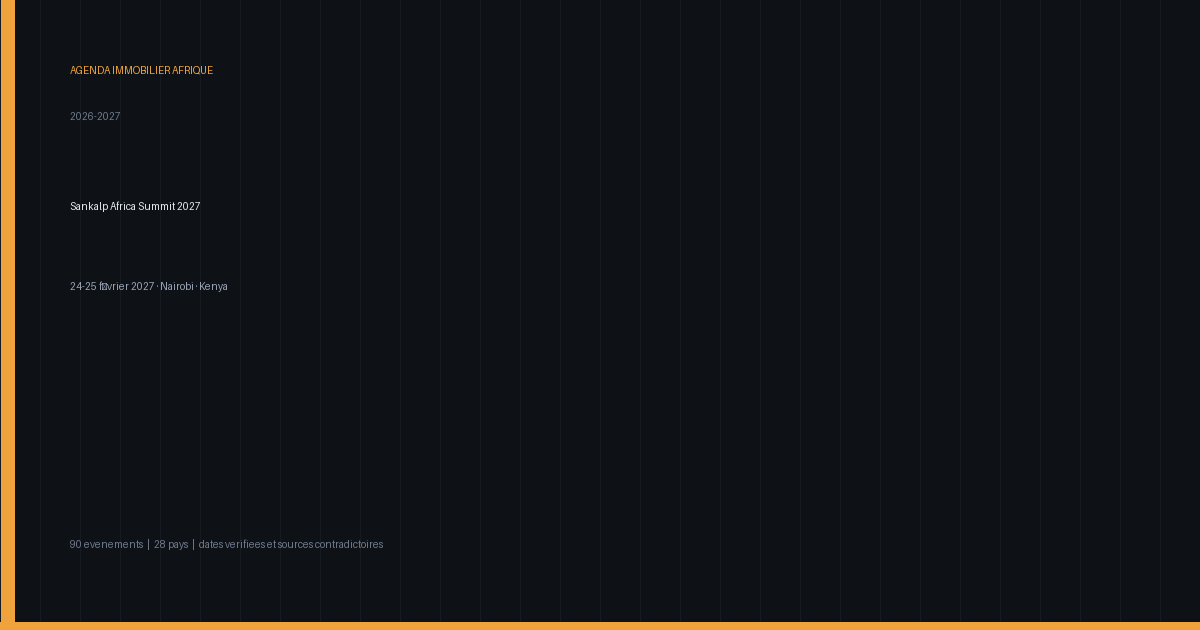 AGENDA IMMOBILIER AFRIQUE
2026-2027
Sankalp Africa Summit 2027
24-25 f▯vrier 2027 · Nairobi · Kenya
90 evenements | 28 pays | dates verifiees et sources contradictoires